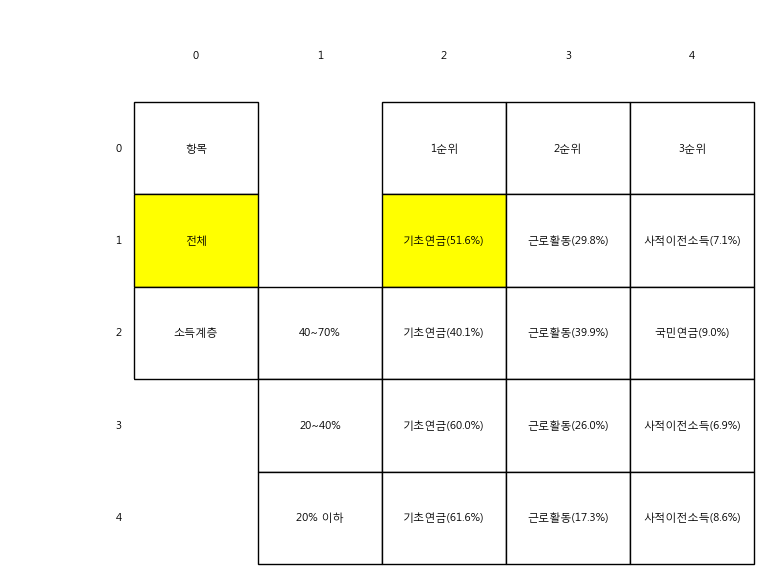 0 1 2 3 4
0 항목 1순위 2순위 3순위
1 전체 기초연금(51.6%) 근로활동(29.8%) 사적이전소득(7.1%)
2 소득계층 40~70% 기초연금(40.1%) 근로활동(39.9%) 국민연금(9.0%)
3 20~40% 기초연금(60.0%) 근로활동(26.0%) 사적이전소득(6.9%)
4 20% 이하 기초연금(61.6%) 근로활동(17.3%) 사적이전소득(8.6%)